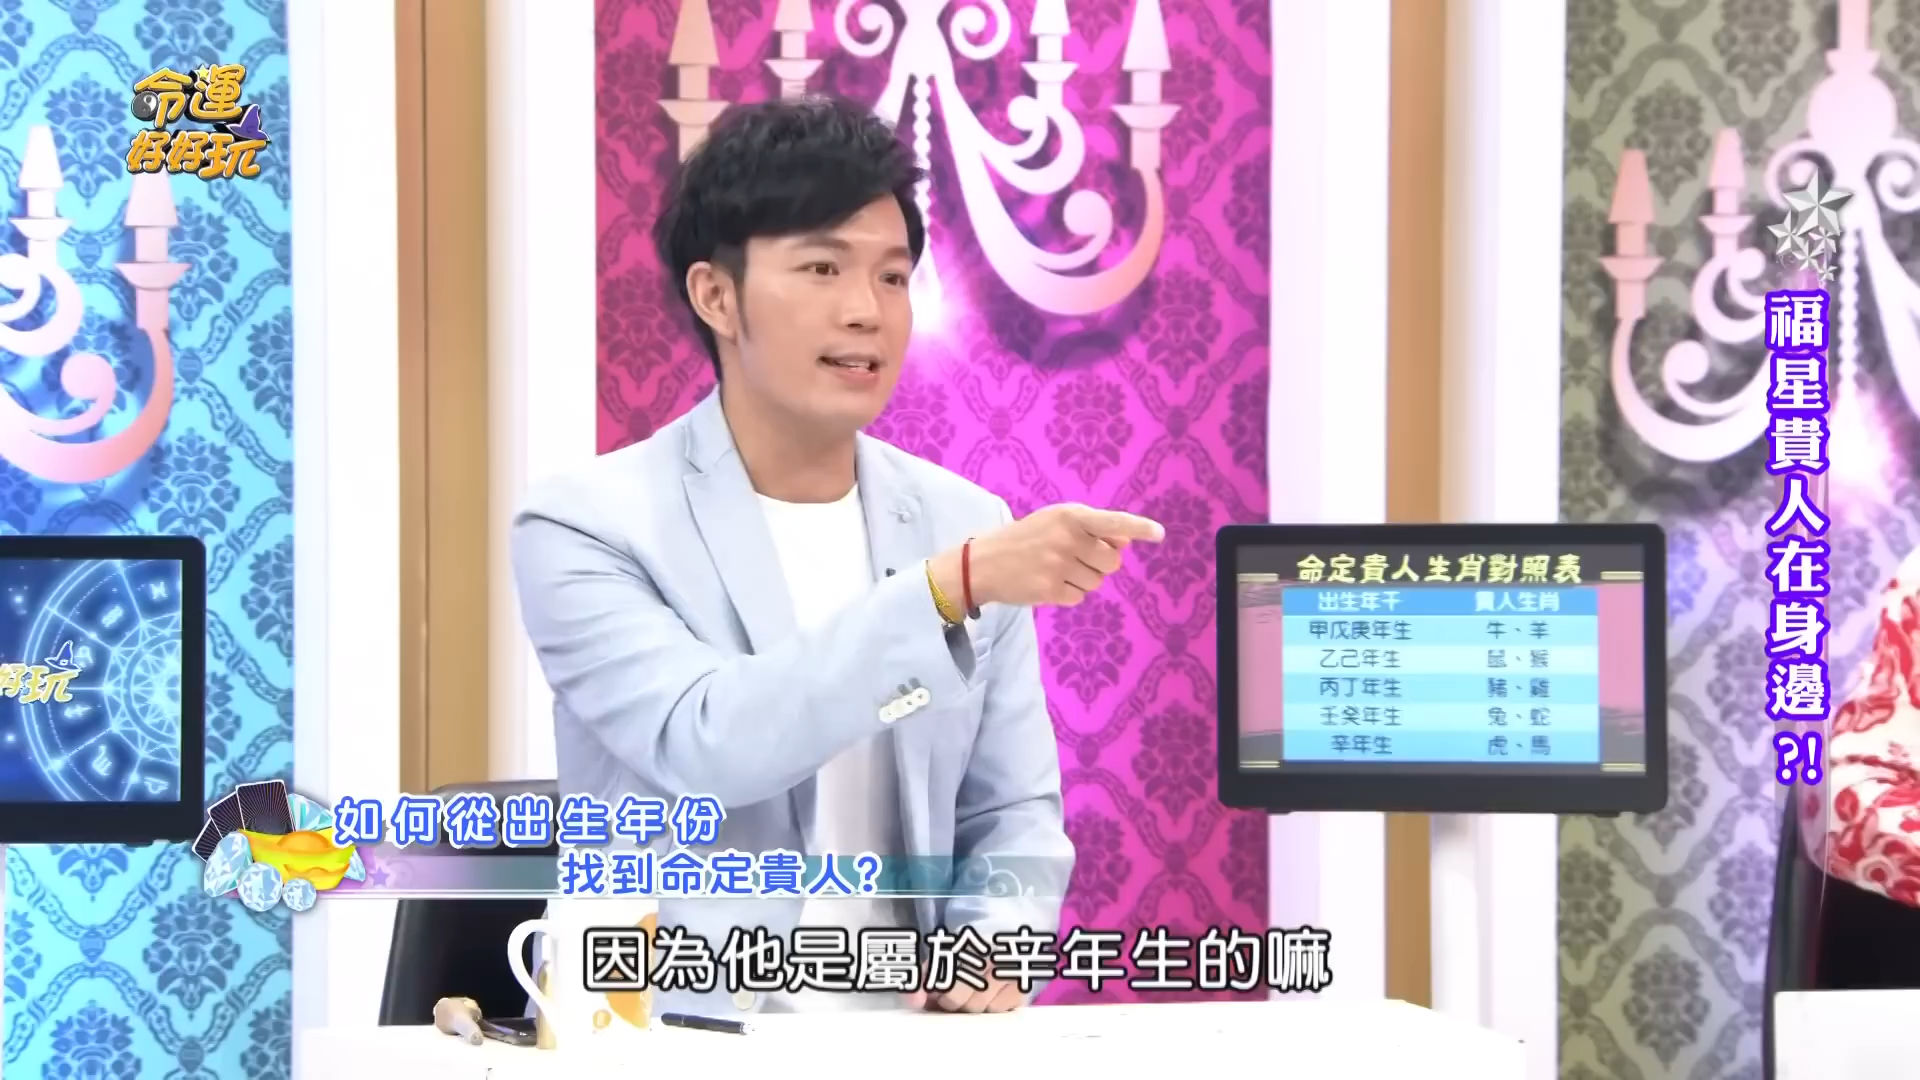 命運
好好玩
福星貴人在身邊?!
命定貴人生肖對照表
出生年干 貴人生肖
甲戊庚年生 牛、羊
乙己年生 鼠、猴
丙丁年生 豬、雞
壬癸年生 兔、蛇
辛年生 虎、馬
好玩
如何從出生年份
找到命定貴人?
因為他是屬於辛年生的嘛